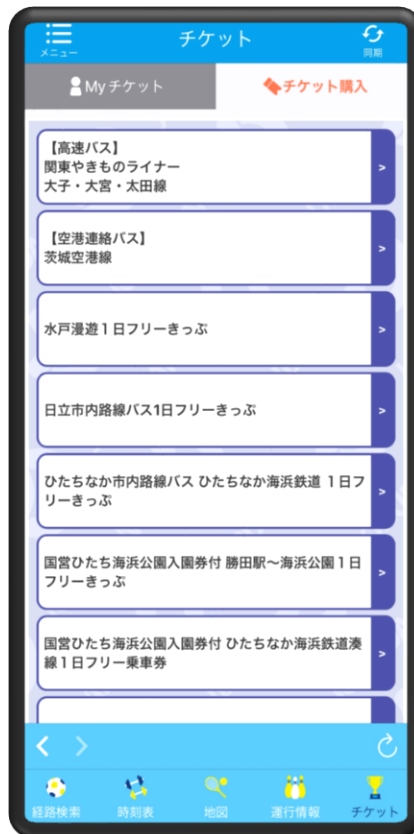 メニュー
チケット
同期
Myチケット
チケット購入
【高速バス】
関東やきものライナー
大子・大宮・太田線
>
【空港連絡バス】
茨城空港線
>
水戸漫遊1日フリーきっぷ
>
日立市内路線バス1日フリーきっぷ
>
ひたちなか市内路線バス ひたちなか海浜鉄道 1日フ
リーきっぷ
>
国営ひたち海浜公園入園券付 勝田駅～海浜公園1日
フリーきっぷ
>
国営ひたち海浜公園入園券付 ひたちなか海浜鉄道湊
線1日フリー乗車券
>
経路検索
時刻表
地図
運行情報
チケット